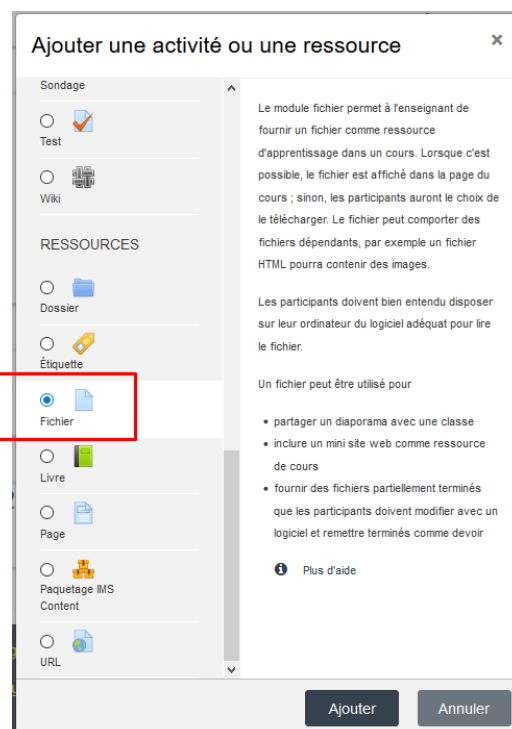 Ajouter une activité ou une ressource
×
Sondage
Test
Wiki
RESSOURCES
Dossier
Étiquette
Fichier
Livre
Page
Paquetage IMS
Content
URL
Le module fichier permet à l'enseignant de
fournir un fichier comme ressource
d'apprentissage dans un cours. Lorsque c'est
possible, le fichier est affiché dans la page du
cours ; sinon, les participants auront le choix de
le télécharger. Le fichier peut comporter des
fichiers dépendants, par exemple un fichier
HTML pourra contenir des images.
Les participants doivent bien entendu disposer
sur leur ordinateur du logiciel adéquat pour lire
le fichier.
Un fichier peut être utilisé pour
• partager un diaporama avec une classe
• inclure un mini site web comme ressource
de cours
• fournir des fichiers partiellement terminés
que les participants doivent modifier avec un
logiciel et remettre terminés comme devoir
Plus d'aide
Ajouter
Annuler